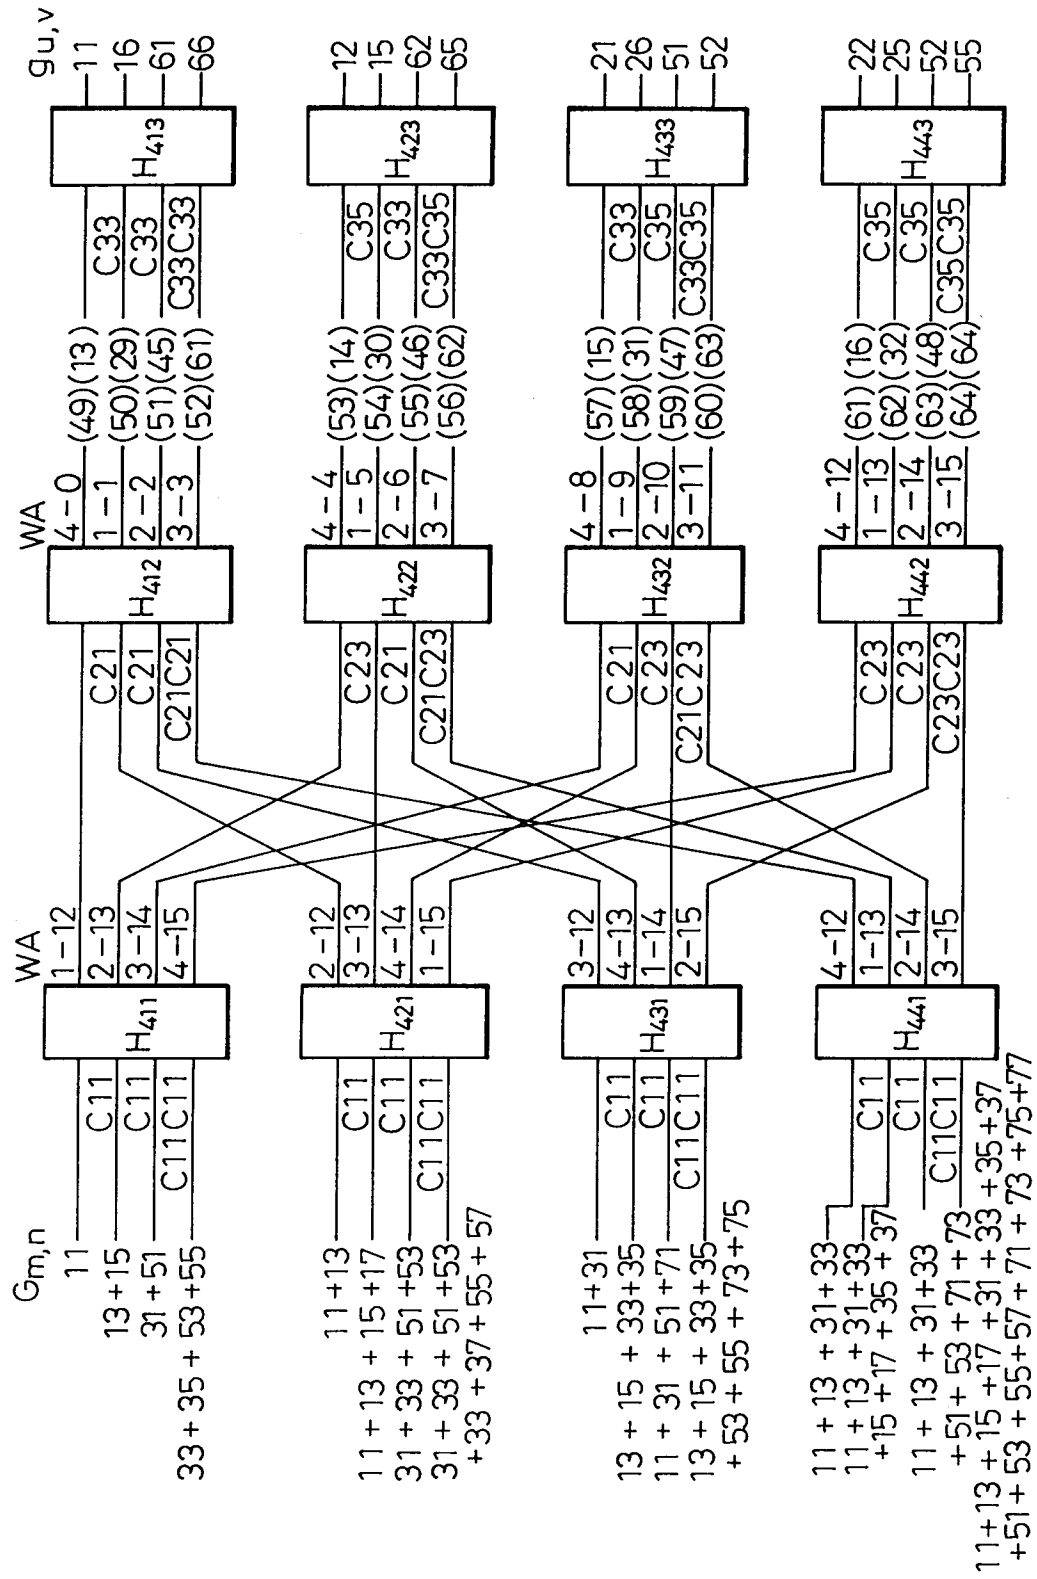 Gm,n WA WA gu,v
11 1-12 4-0 (49)(13) 11
13+15 C11 2-13 C21 1-1 (50)(29) C33 16
31+51 C11 3-14 C21 2-2 (51)(45) C33 61
33+35+53+55 C11C11 4-15 C21C21 3-3 (52)(61) C33C33 66
H411 H412 H413
11+13 2-12 4-4 (53)(14) 12
11+13+15+17 C11 3-13 C23 1-5 (54)(30) C35 15
31+33+51+53 C11 4-14 C21 2-6 (55)(46) C33 62
31+33+51+53 C11C11 1-15 C21C23 3-7 (56)(62) C33C35 65
+33+37+55+57
H421 H422 H423
11+31 3-12 4-8 (57)(15) 21
13+15+33+35 C11 4-13 C21 1-9 (58)(31) C33 26
11+31+51+71 C11 1-14 C23 2-10 (59)(47) C35 51
13+15+33+35 C11C11 2-15 C21C23 3-11 (60)(63) C33C35 52
+53+55+73+75
H431 H432 H433
11+13+31+33 4-12 4-12 (61)(16) 22
11+13+31+33 C11 1-13 C23 1-13 (62)(32) C35 25
+15+17+35+37
11+13+31+33 C11 2-14 C23 2-14 (63)(48) C35 52
+51+53+71+73
11+13+15+17+31+33+35+37 C11C11 3-15 C23C23 3-15 (64)(64) C35C35 55
+51+53+55+57+71+73+75+77
H441 H442 H443